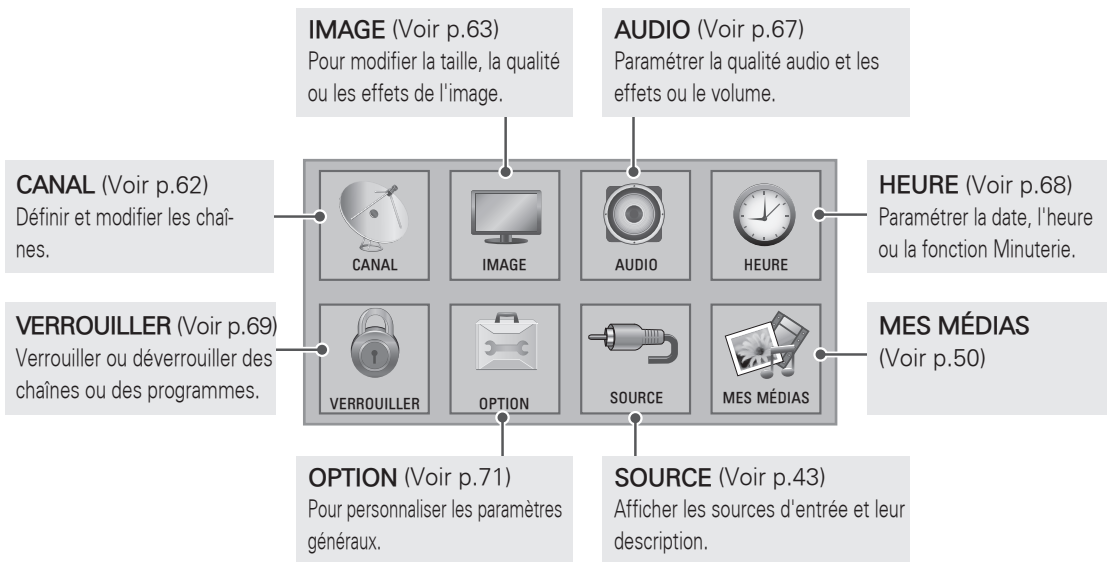 IMAGE (Voir p.63)
Pour modifier la taille, la qualité
ou les effets de l'image.
AUDIO (Voir p.67)
Paramétrer la qualité audio et les
effets ou le volume.
CANAL (Voir p.62)
Définir et modifier les chaî-
nes.
HEURE (Voir p.68)
Paramétrer la date, l'heure
ou la fonction Minuterie.
CANAL
IMAGE
AUDIO
HEURE
VERROUILLER (Voir p.69)
Verrouiller ou déverrouiller des
chaînes ou des programmes.
MES MÉDIAS
(Voir p.50)
VERROUILLER
OPTION
SOURCE
MES MÉDIAS
OPTION (Voir p.71)
Pour personnaliser les paramètres
généraux.
SOURCE (Voir p.43)
Afficher les sources d'entrée et leur
description.